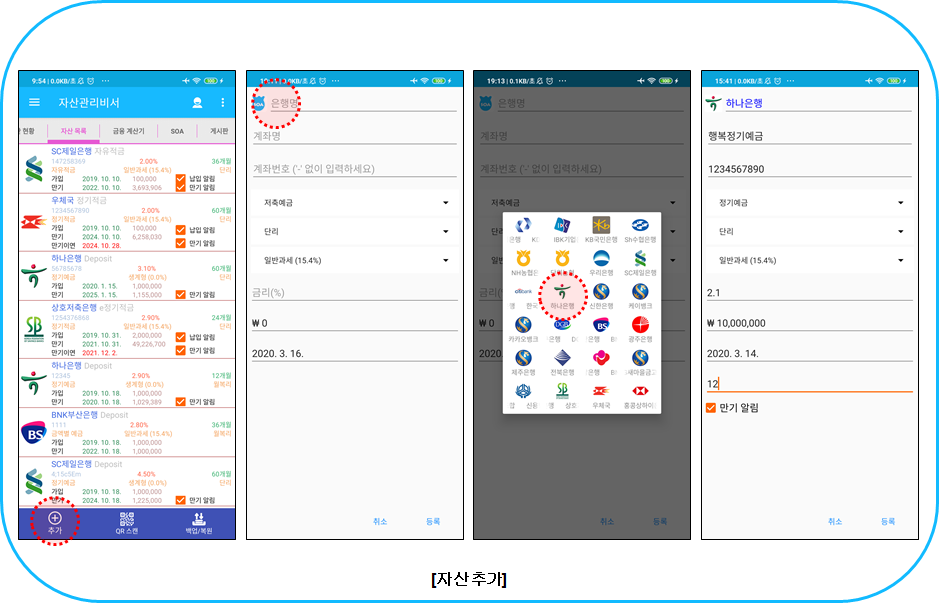 9:54 | 0.0KB/초
자산관리비서
현황 자산 목록 금융 계산기 SOA 게시판
SC제일은행 자유적금
147258369 2.00% 36개월
정기적금 일반과세 (15.4%) 단리
가입 2019. 10. 10. 100,000 납입 알림
만기 2022. 10. 10. 3,693,906 만기 알림
우체국 정기적금
1234567890 2.00% 60개월
정기적금 일반과세 (15.4%) 단리
가입 2019. 10. 10. 100,000 납입 알림
만기 2024. 10. 10. 6,258,030
만기이면 2024. 10. 28. 만기 알림
하나은행 Deposit
56785678 3.10% 60개월
정기예금 생계형 (0.0%) 단리
가입 2020. 1. 15. 1,000,000
만기 2025. 1. 15. 1,155,000 만기 알림
상호저축은행 e정기적금
1254376868 2.90% 24개월
정기적금 일반과세 (15.4%) 단리
가입 2019. 10. 31. 2,000,000 납입 알림
만기 2021. 10. 31. 49,226,700
만기이면 2021. 12. 2. 만기 알림
하나은행 Deposit
12345 2.90% 12개월
정기예금 생계형 (0.0%) 월복리
가입 2019. 10. 18. 1,000,000
만기 2020. 10. 18. 1,029,389 만기 알림
BNK부산은행 Deposit
1111 2.80% 36개월
금액별 예금 일반과세 (15.4%) 월복리
가입 2019. 10. 18. 1,000,000
만기 2022. 10. 18. 1,000,000
SC제일은행 Deposit
4.50% 60개월
정기예금 생계형 (0.0%) 단리
가입 2019. 10. 18. 1,000,000
만기 2024. 10. 18. 1,225,000 만기 알림
추가 QR 스캔 백업/복원
0.0KB/초
SOA 은행명
계좌명
계좌번호 ('-' 없이 입력하세요)
저축예금
단리
일반과세 (15.4%)
금리(%)
₩ 0
2020. 3. 16.
취소 등록
19:13 | 0.1KB/초
SOA 은행명
계좌명
계좌번호 ('-' 없이 입력하세요)
저축예금
은행 IBK기업 KB국민은행 Sh수협은행
NH농협은 우리은행 SC제일은행
citibank 한국 하나은행 신한은행 케이뱅크
카카오뱅크 은행 은행 광주은행
제주은행 전북은행 은행 새마을금고
신용 상호 우체국 홍콩상하이
₩ 0
취소 등록
15:41 | 0.0KB/초
하나은행
행복정기예금
1234567890
정기예금
단리
일반과세 (15.4%)
2.1
₩ 10,000,000
2020. 3. 14.
12
만기 알림
취소 등록
[자산 추가]